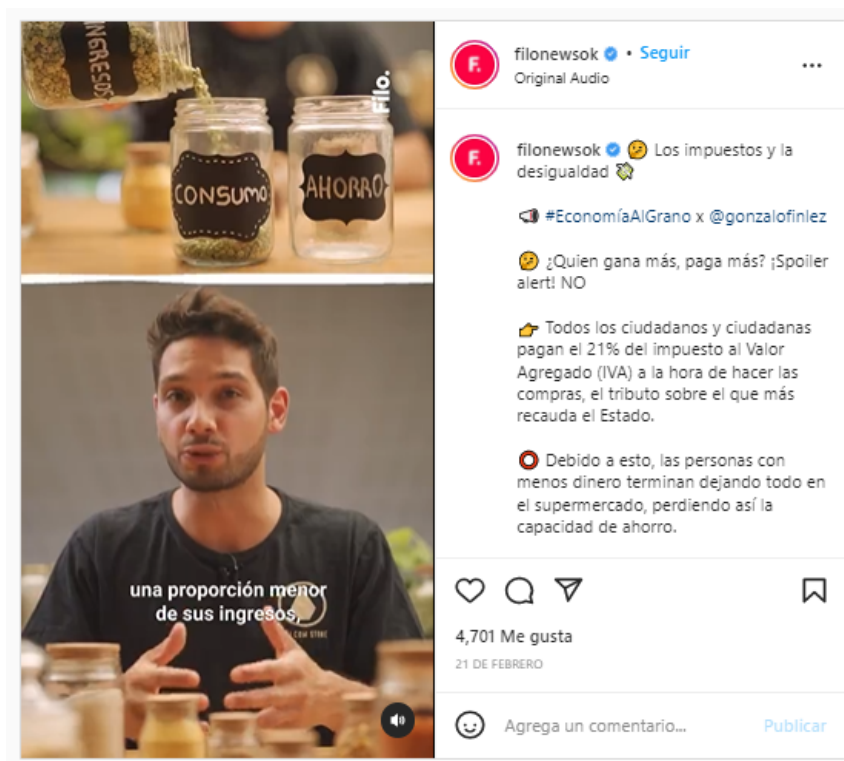 INGRESOS
Filo.
CONSUMO
AHORRO
una proporción menor
de sus ingresos,
F.
filonewsok • Seguir
Original Audio
F.
filonewsok 🤔 Los impuestos y la
desigualdad 💸
📢 #EconomíaAlGrano x @gonzalofinlez
🤔 ¿Quien gana más, paga más? ¡Spoiler
alert! NO
👉 Todos los ciudadanos y ciudadanas
pagan el 21% del impuesto al Valor
Agregado (IVA) a la hora de hacer las
compras, el tributo sobre el que más
recauda el Estado.
⭕ Debido a esto, las personas con
menos dinero terminan dejando todo en
el supermercado, perdiendo así la
capacidad de ahorro.
4,701 Me gusta
21 DE FEBRERO
Agrega un comentario...
Publicar